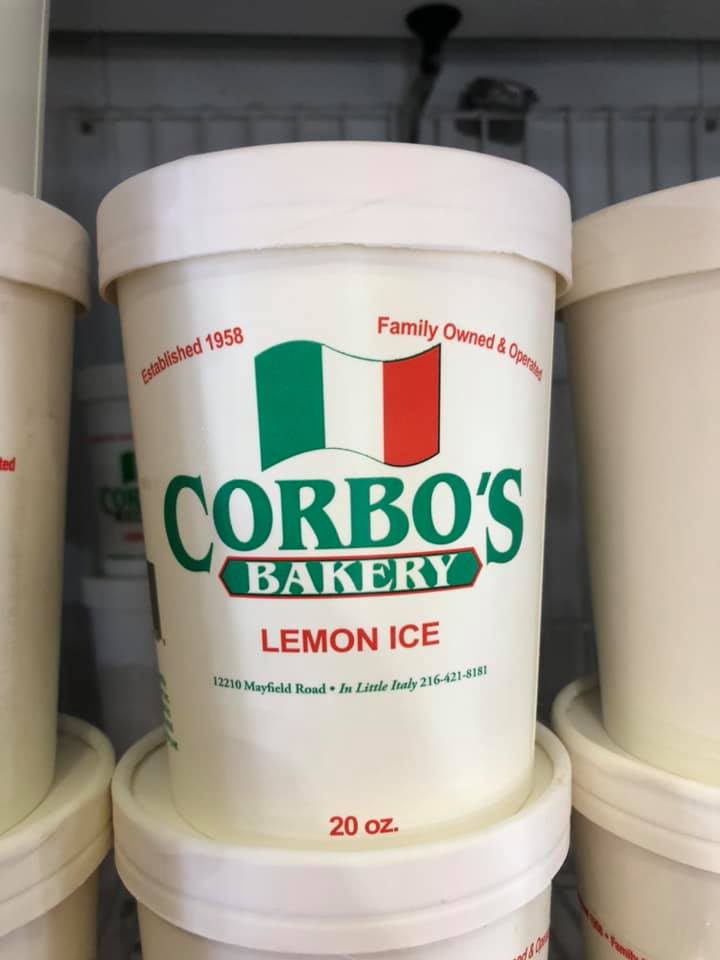 Established 1958
Family Owned & Operated
CORBO'S
BAKERY
LEMON ICE
12210 Mayfield Road • In Little Italy 216-421-8181
20 oz.
ted